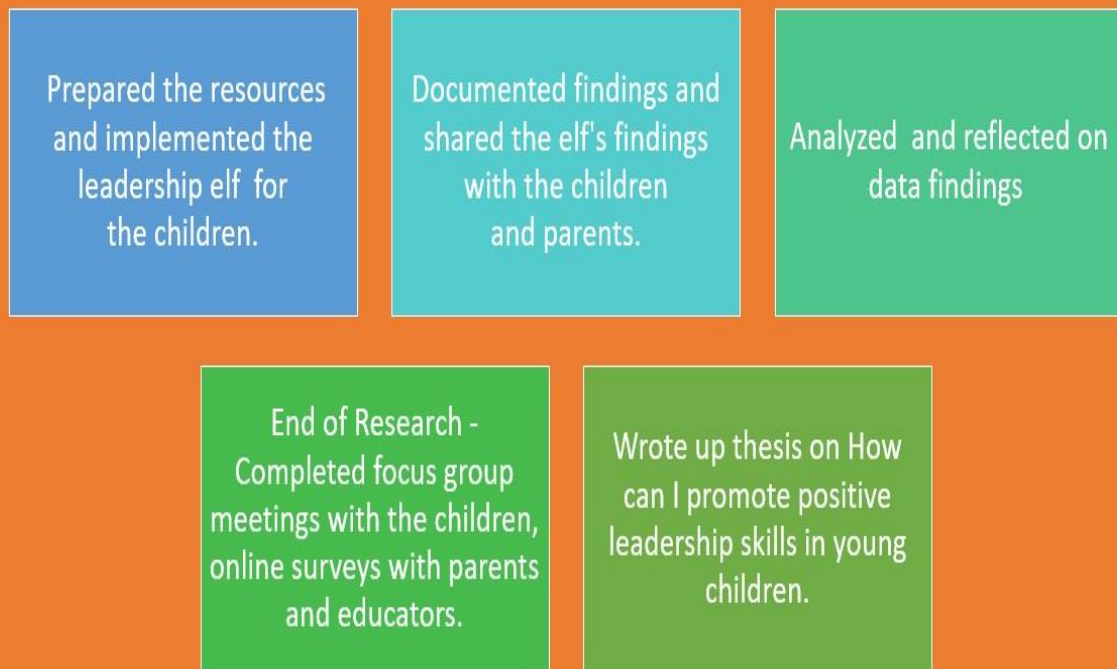 Prepared the resources
and implemented the
leadership elf for
the children.
Documented findings and
shared the elf's findings
with the children
and parents.
Analyzed and reflected on
data findings
End of Research -
Completed focus group
meetings with the children,
online surveys with parents
and educators.
Wrote up thesis on How
can I promote positive
leadership skills in young
children.